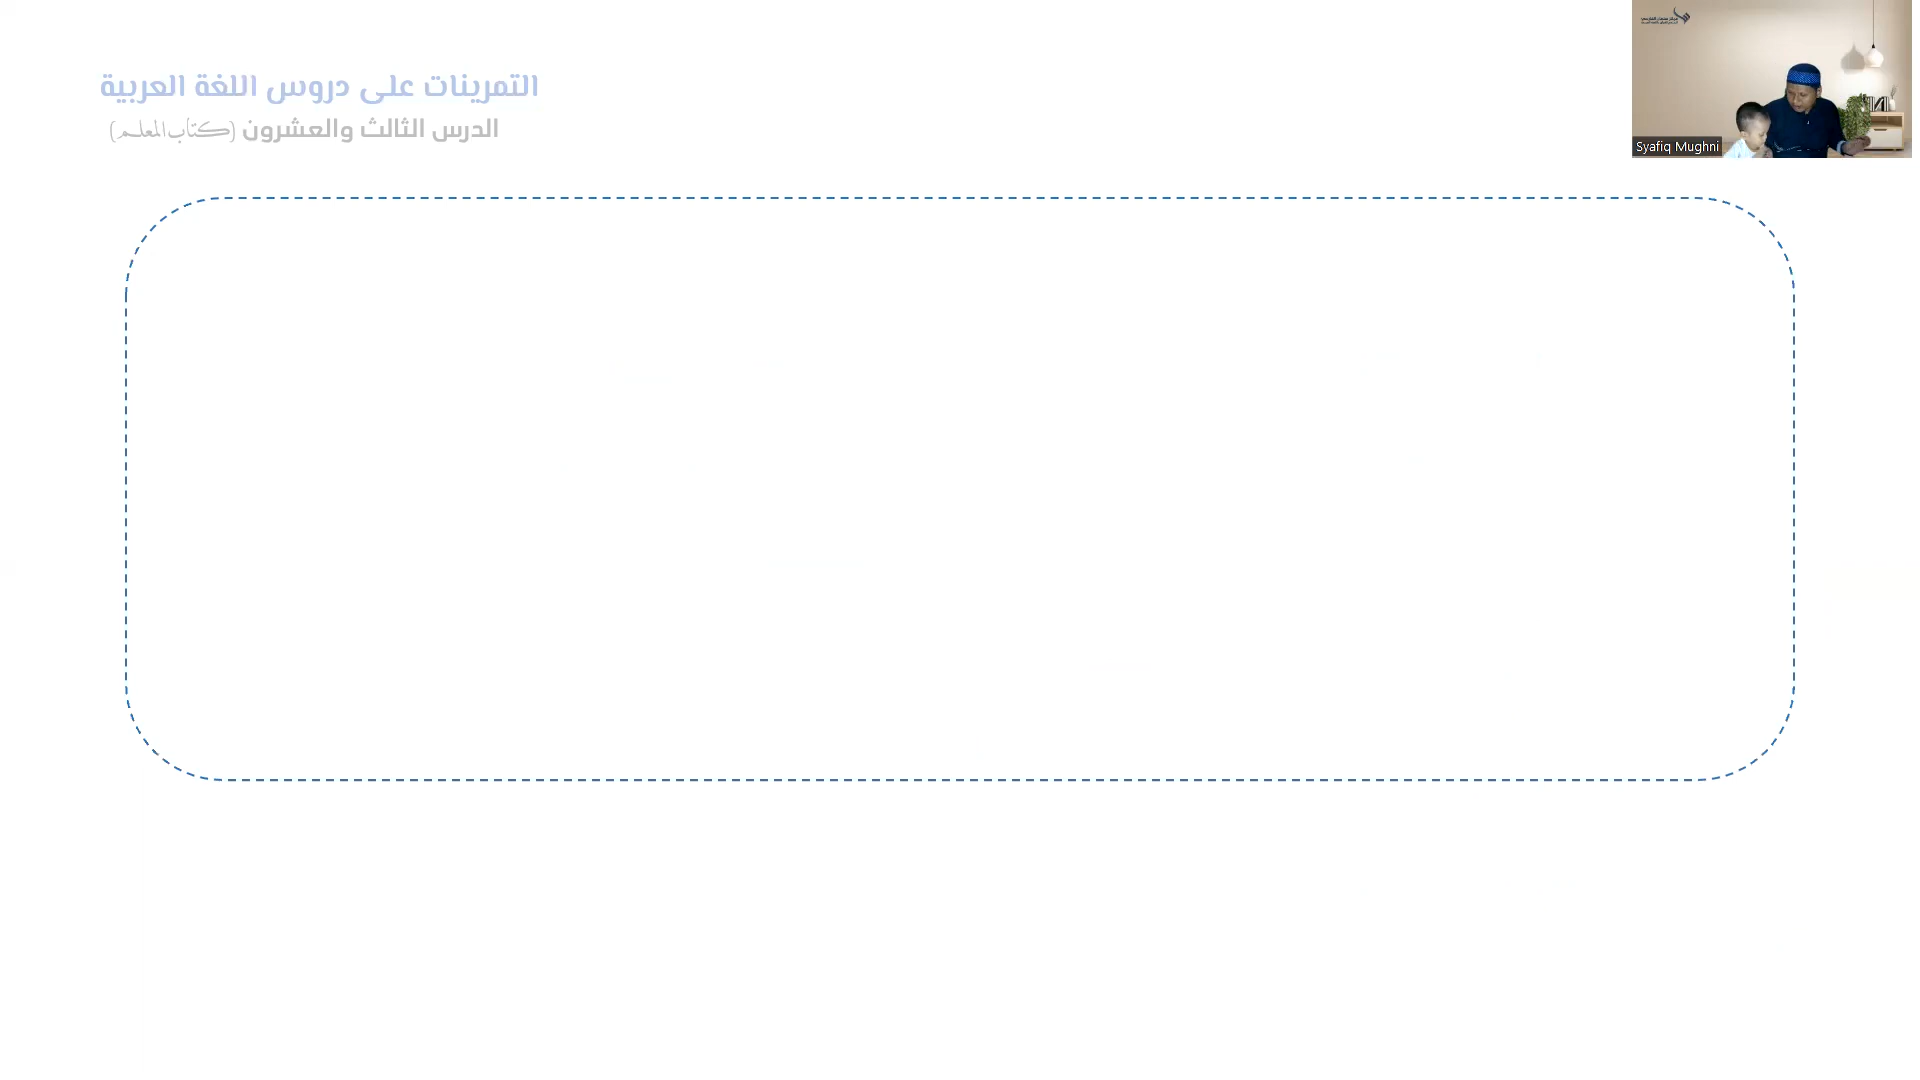 التمرينات على دروس اللغة العربية
الدرس الثالث والعشرون (كتاب المعلم)
Syafiq Mughni